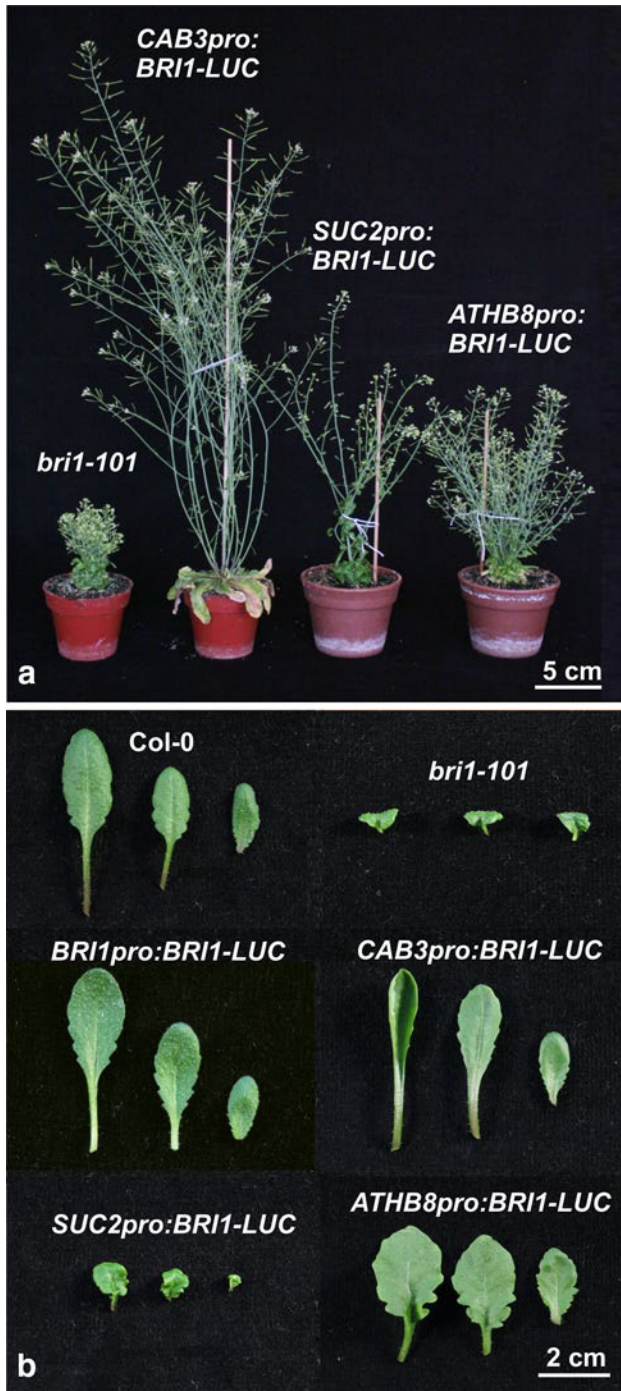 CAB3pro:
BRI1-LUC
SUC2pro:
BRI1-LUC
ATHB8pro:
BRI1-LUC
bri1-101
a
5 cm
Col-0
bri1-101
BRI1pro:BRI1-LUC
CAB3pro:BRI1-LUC
SUC2pro:BRI1-LUC
ATHB8pro:BRI1-LUC
b
2 cm